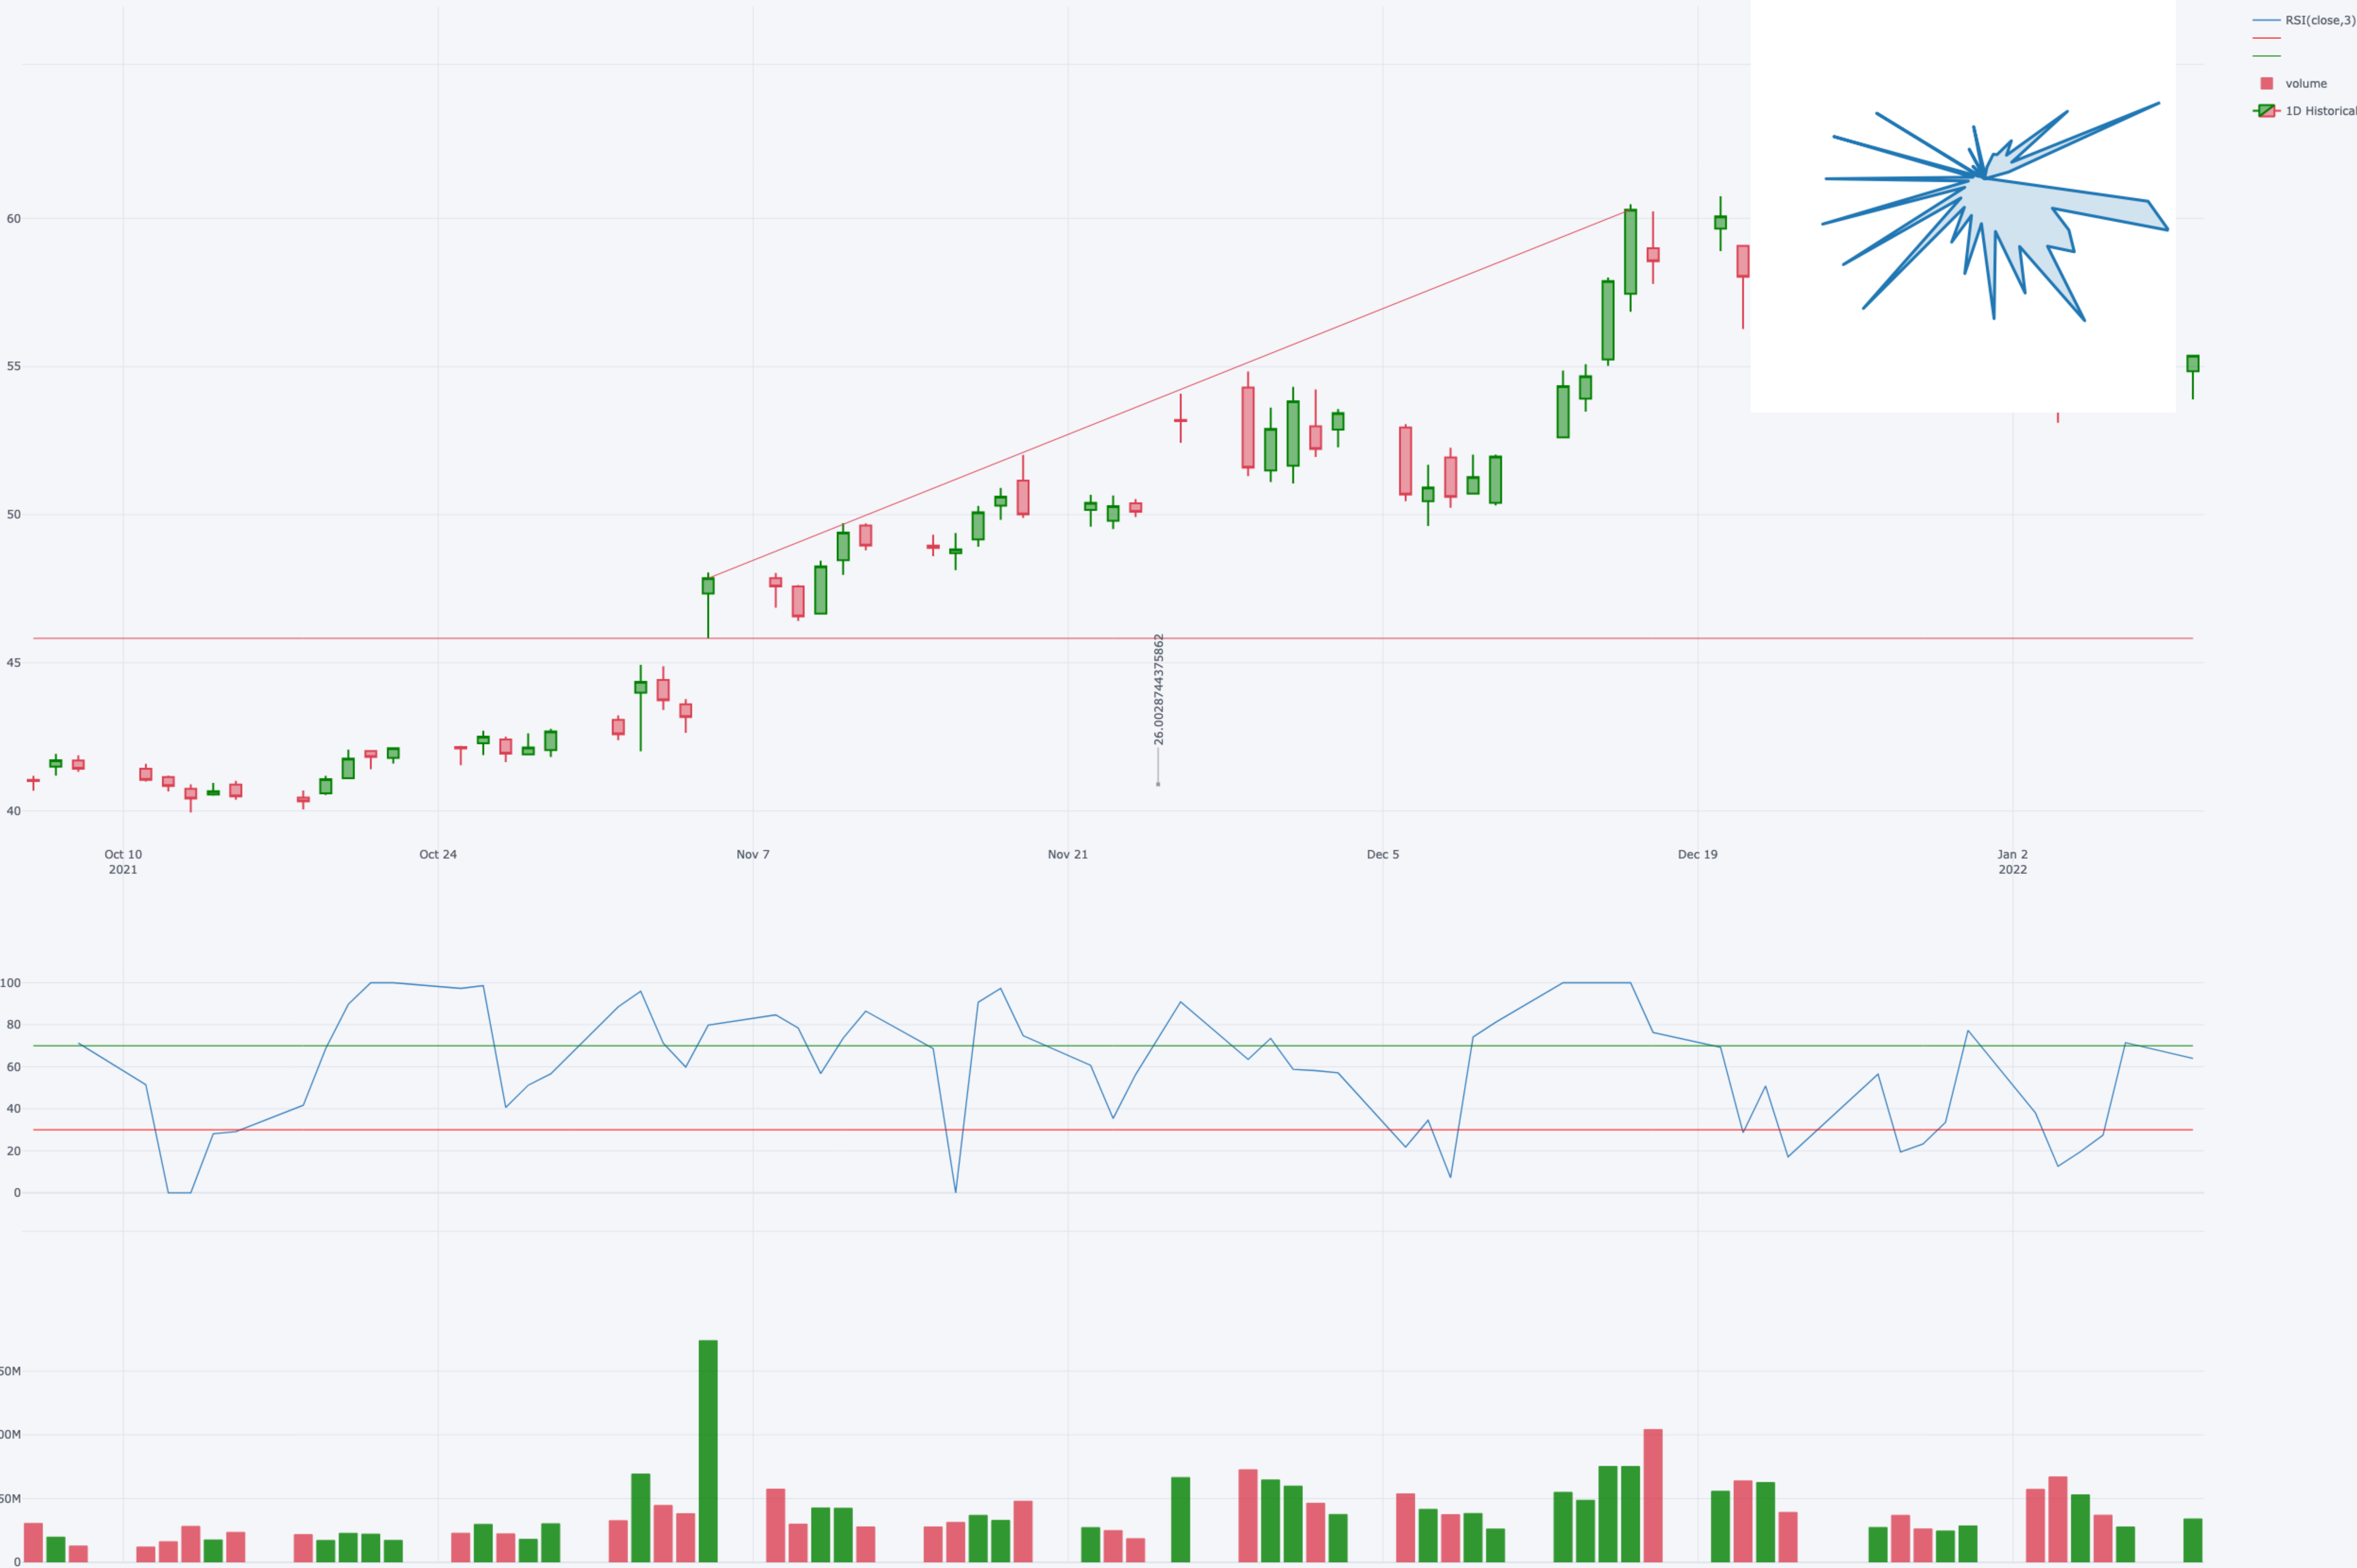 RSI(close,3)
volume
1D Historical
60
55
50
45
40
26.002874437 5862
Oct 10
2021
Oct 24
Nov 7
Nov 21
Dec 5
Dec 19
Jan 2
2022
100
80
60
40
20
0
50M
00M
50M
0